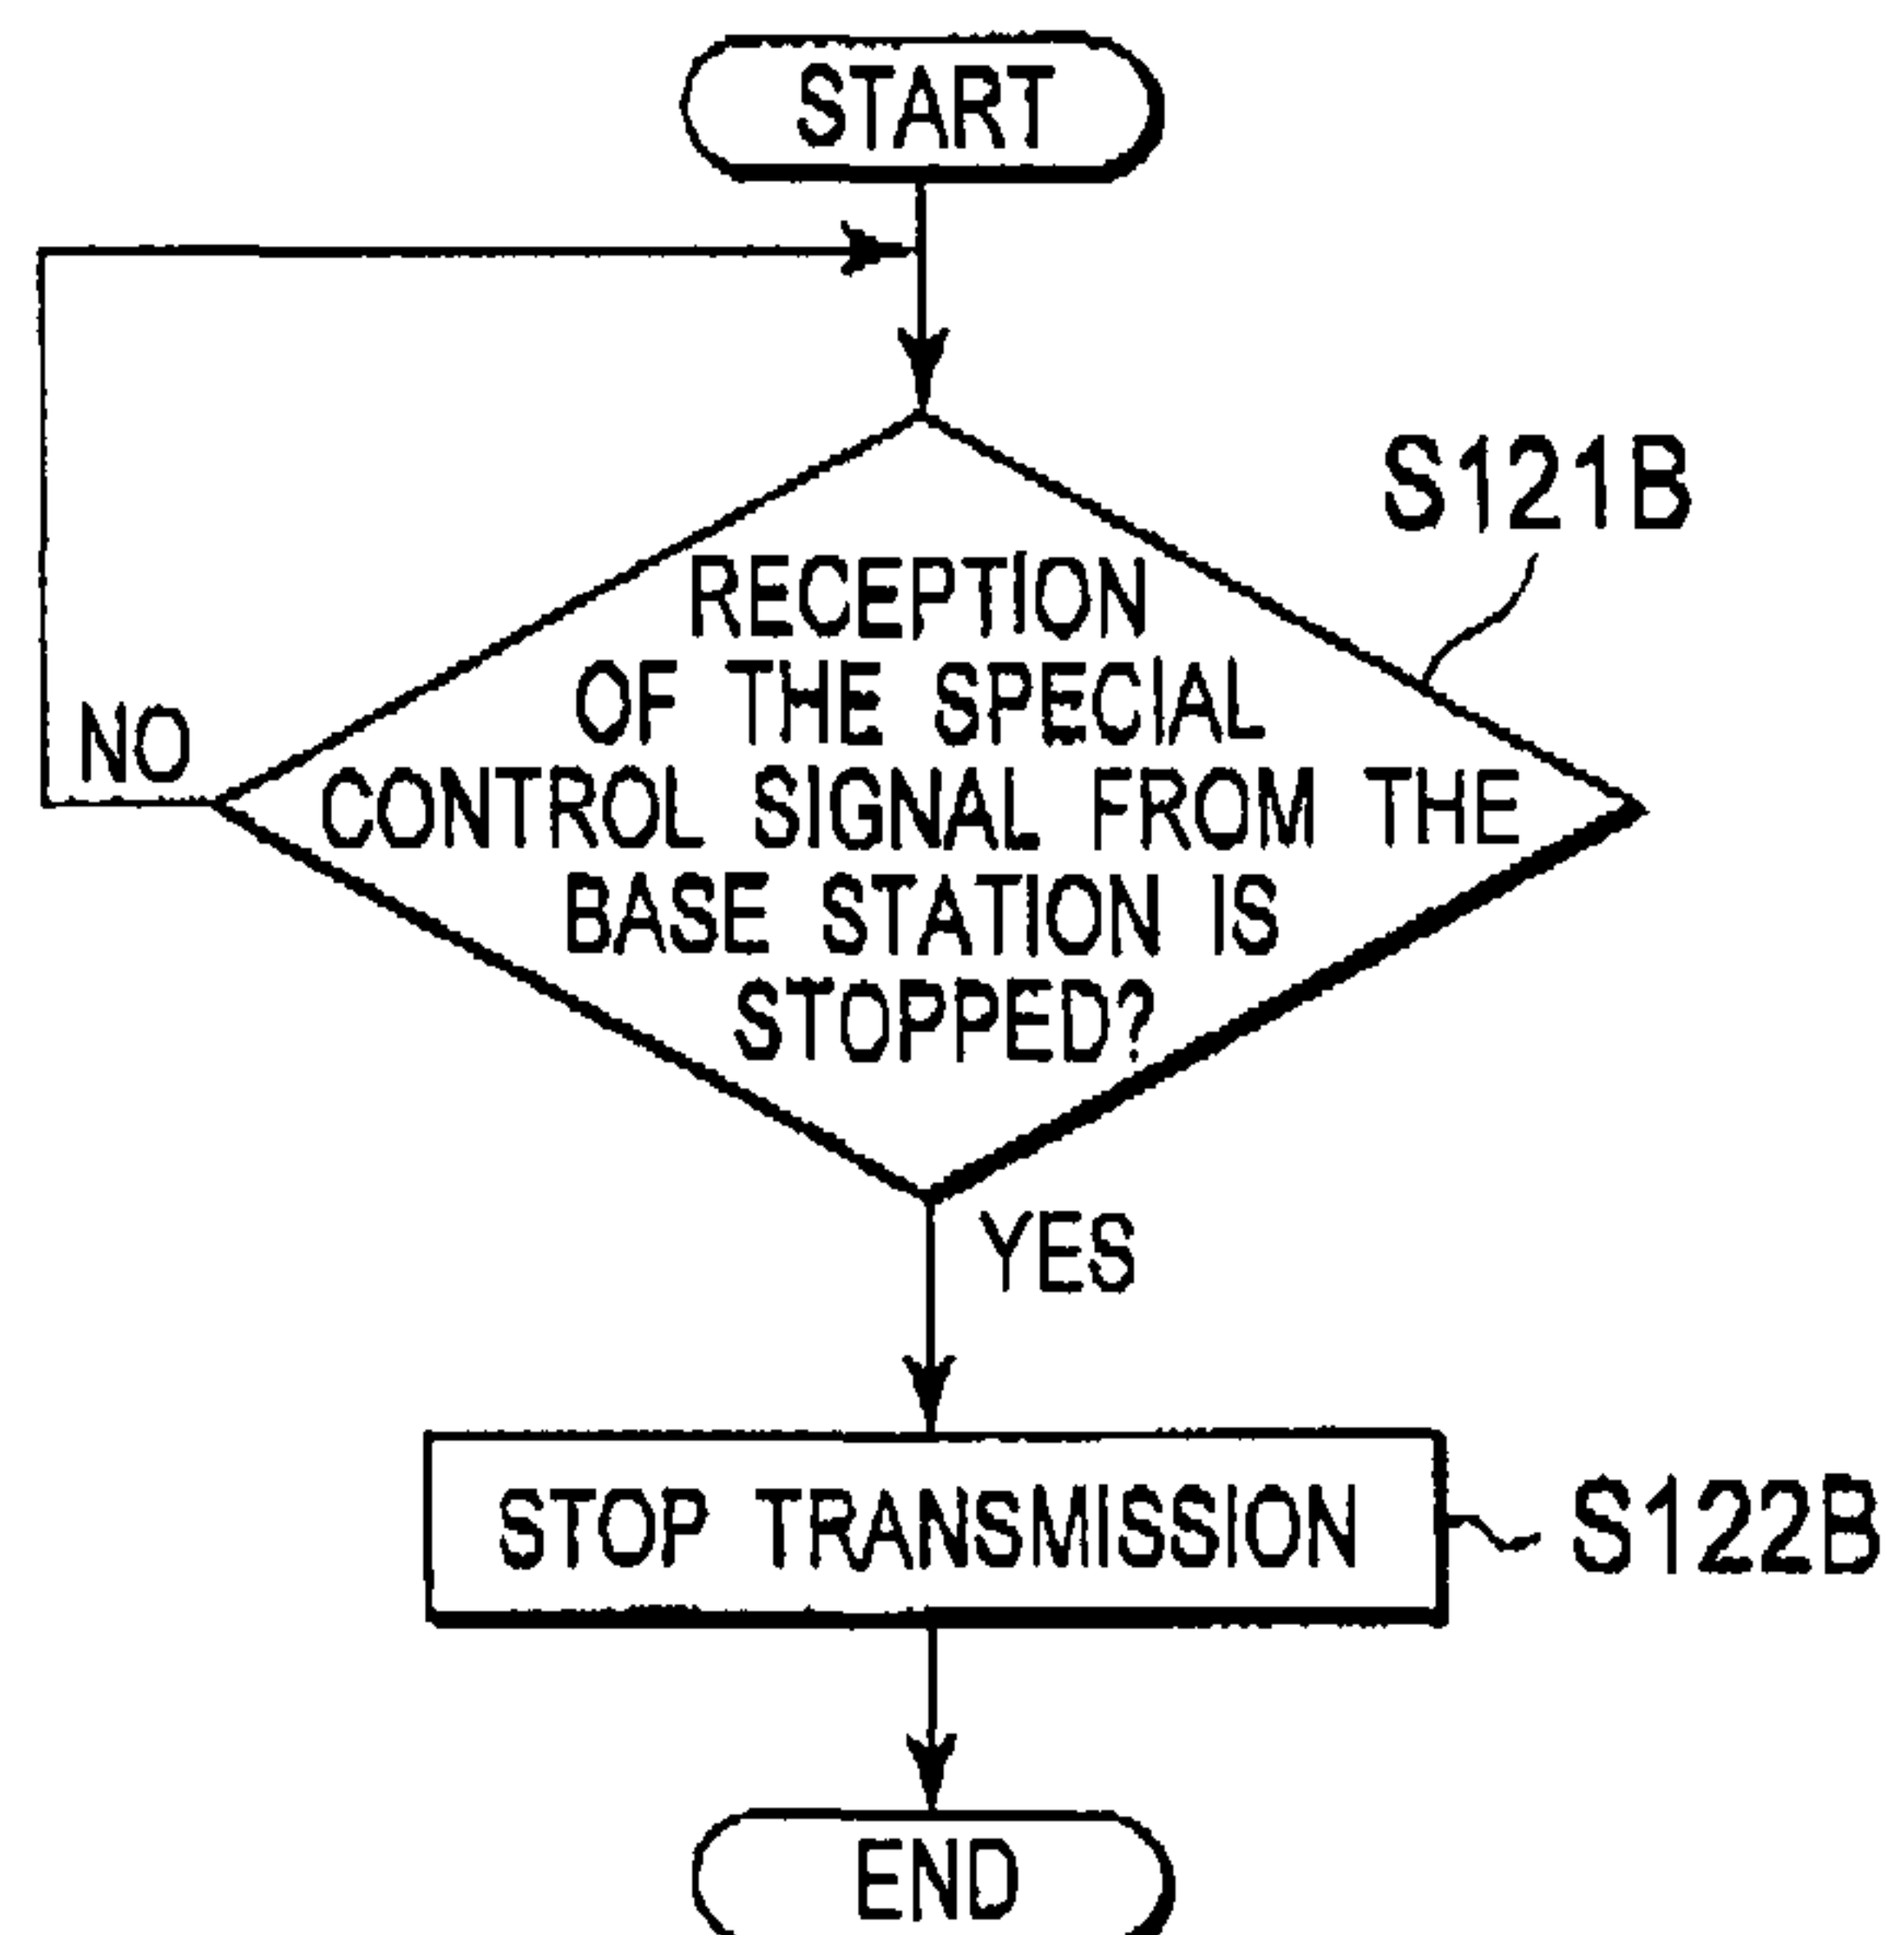 START
S121B
RECEPTION
OF THE SPECIAL
CONTROL SIGNAL FROM THE
BASE STATION IS
STOPPED?
NO
YES
STOP TRANSMISSION
S122B
END